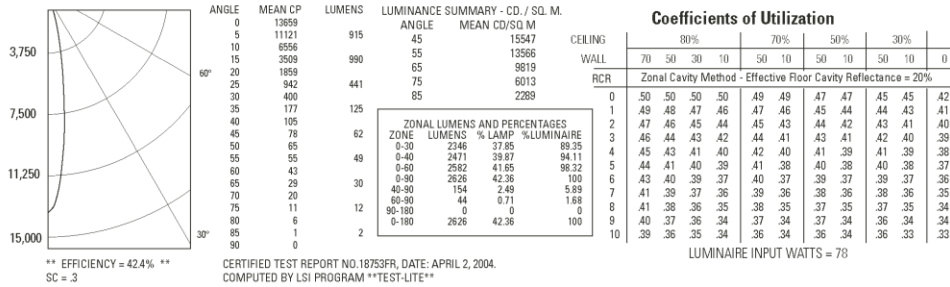 3,750
7,500
11,250
15,000
60°
30°
** EFFICIENCY = 42.4% **
SC = .3
ANGLE MEAN CP LUMENS
0 13659
5 11121 915
10 6556
15 3509 990
20 1859
25 942 441
30 400
35 177 125
40 105
45 78 62
50 65
55 55 49
60 43
65 29 30
70 20
75 11 12
80 6
85 1 2
90 0
CERTIFIED TEST REPORT NO.18753FR, DATE: APRIL 2, 2004.
COMPUTED BY LSI PROGRAM **TEST-LITE**
LUMINANCE SUMMARY - CD. / SQ. M.
ANGLE MEAN CD/SQ M
45 15547
55 13566
65 9819
75 6013
85 2289
ZONAL LUMENS AND PERCENTAGES
ZONE LUMENS % LAMP %LUMINAIRE
0-30 2346 37.85 89.35
0-40 2471 39.87 94.11
0-60 2582 41.65 98.32
0-90 2626 42.36 100
40-90 154 2.49 5.89
60-90 44 0.71 1.68
90-180 0 0 0
0-180 2626 42.36 100
Coefficients of Utilization
CEILING 80% 70% 50% 30%
WALL 70 50 30 10 50 10 50 10 50 10 0
RCR Zonal Cavity Method - Effective Floor Cavity Reflectance = 20%
0 .50 .50 .50 .50 .49 .49 .47 .47 .45 .45 .42
1 .49 .48 .47 .46 .47 .46 .45 .44 .44 .43 .41
2 .47 .46 .45 .44 .45 .43 .44 .42 .43 .41 .40
3 .46 .44 .43 .42 .44 .41 .43 .41 .42 .40 .39
4 .45 .43 .41 .40 .42 .40 .41 .39 .41 .39 .38
5 .44 .41 .40 .39 .41 .38 .40 .38 .40 .38 .37
6 .43 .40 .39 .37 .40 .37 .39 .37 .39 .37 .36
7 .41 .39 .37 .36 .39 .36 .38 .36 .38 .36 .35
8 .41 .38 .36 .35 .38 .35 .37 .35 .37 .35 .34
9 .40 .37 .36 .34 .37 .34 .37 .34 .36 .34 .34
10 .39 .36 .35 .34 .36 .34 .36 .34 .36 .33 .33
LUMINAIRE INPUT WATTS = 78